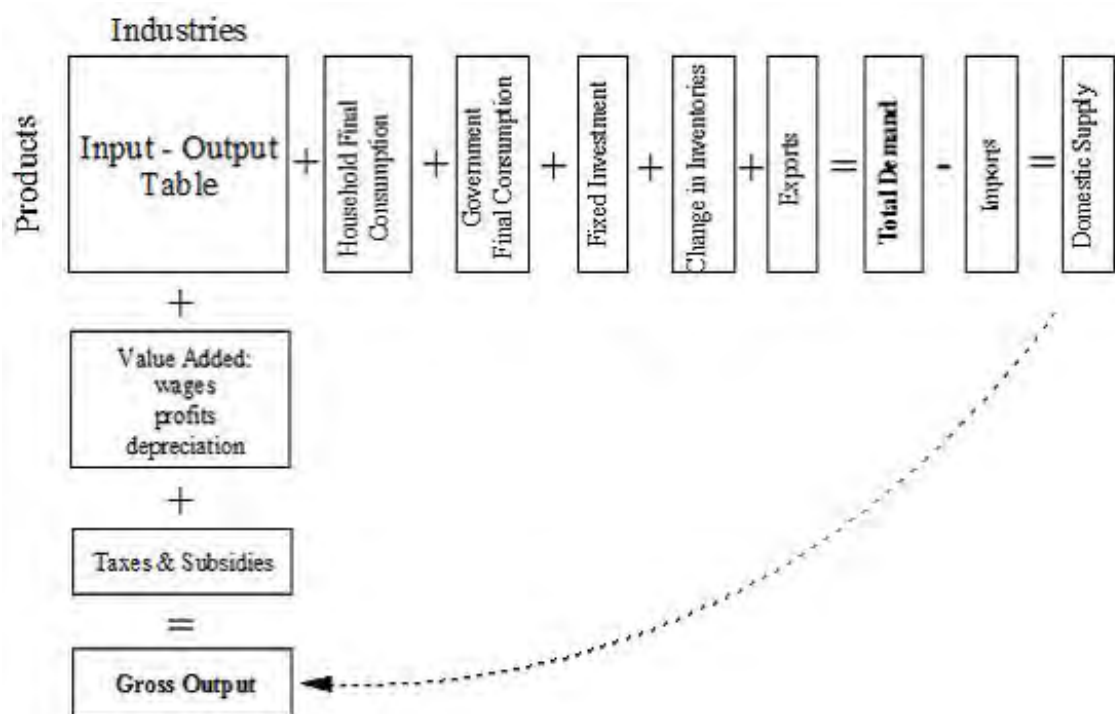 Industries
Products
Input - Output
Table
+
Household Final
Consumption
+
Government
Final Consumption
+
Fixed Investment
+
Change in Inventories
+
Exports
=
Total Demand
-
Imports
=
Domestic Supply
+
Value Added:
wages
profits
depreciation
+
Taxes & Subsidies
=
Gross Output